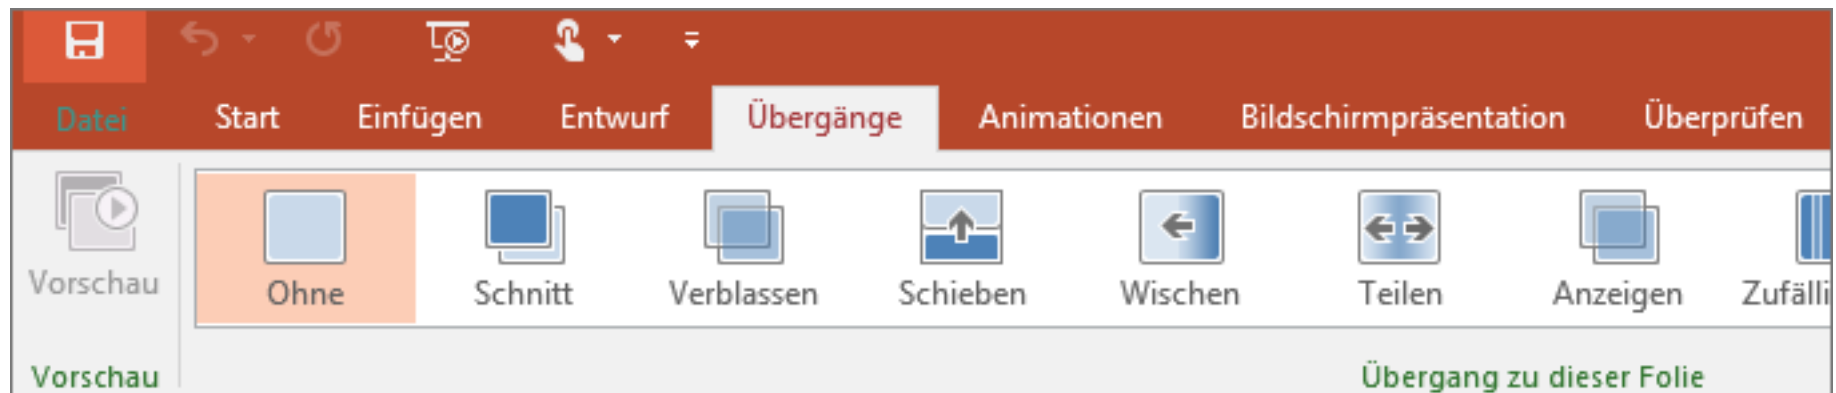 Datei Start Einfügen Entwurf Übergänge Animationen Bildschirmpräsentation Überprüfen
Vorschau Ohne Schnitt Verblassen Schieben Wischen Teilen Anzeigen Zufälli
Vorschau Übergang zu dieser Folie